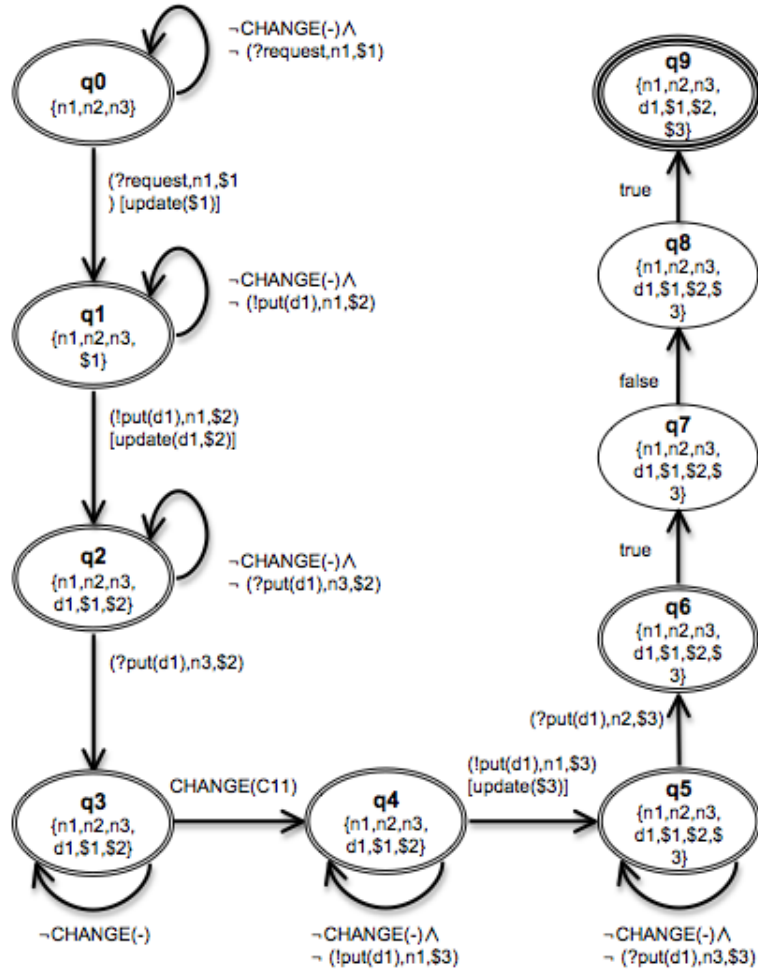 ¬CHANGE(-)∧
¬ (?request,n1,$1)
q0
{n1,n2,n3}
(?request,n1,$1
) [update($1)]
¬CHANGE(-)∧
¬ (!put(d1),n1,$2)
q1
{n1,n2,n3,
$1}
(!put(d1),n1,$2)
[update(d1,$2)]
¬CHANGE(-)∧
¬ (?put(d1),n3,$2)
q2
{n1,n2,n3,
d1,$1,$2}
(?put(d1),n3,$2)
q3
{n1,n2,n3,
d1,$1,$2}
¬CHANGE(-)
CHANGE(C11)
q4
{n1,n2,n3,
d1,$1,$2}
¬CHANGE(-)∧
¬ (!put(d1),n1,$3)
(!put(d1),n1,$3)
[update($3)]
q5
{n1,n2,n3,
d1,$1,$2,$
3}
¬CHANGE(-)∧
¬ (?put(d1),n3,$3)
(?put(d1),n2,$3)
q6
{n1,n2,n3,
d1,$1,$2,$
3}
true
q7
{n1,n2,n3,
d1,$1,$2,$
3}
false
q8
{n1,n2,n3,
d1,$1,$2,$
3}
true
q9
{n1,n2,n3,
d1,$1,$2,
$3}